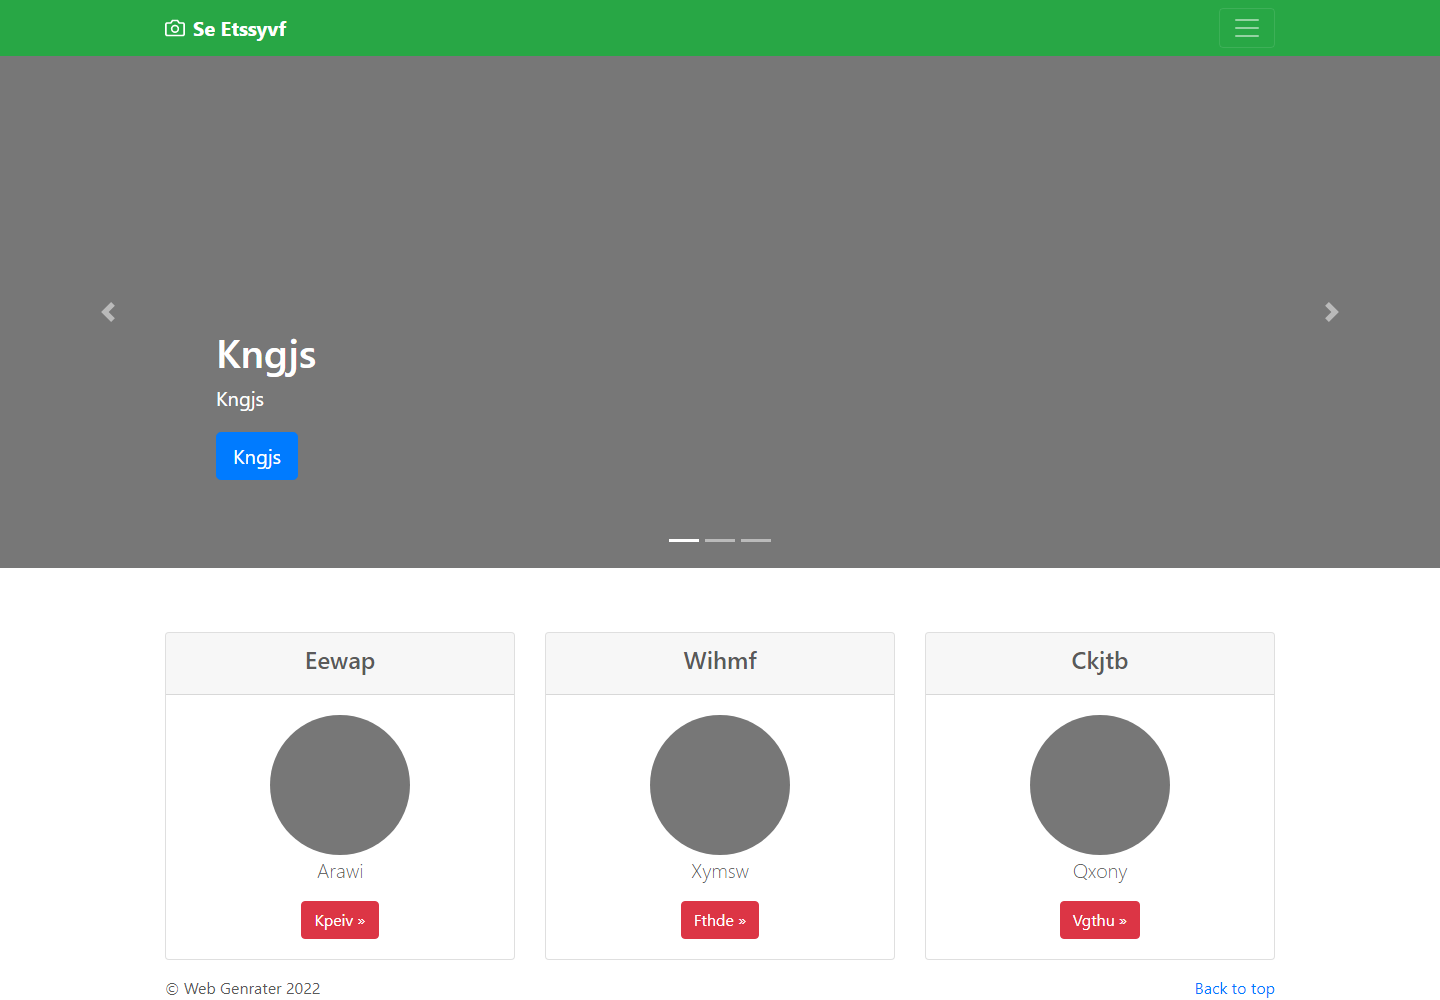 Se Etssyvf
Kngjs
Kngjs
Kngjs
Eewap
Wihmf
Ckjtb
Arawi
Xymsw
Qxony
Kpeiv »
Fthde »
Vgthu »
© Web Genrater 2022
Back to top